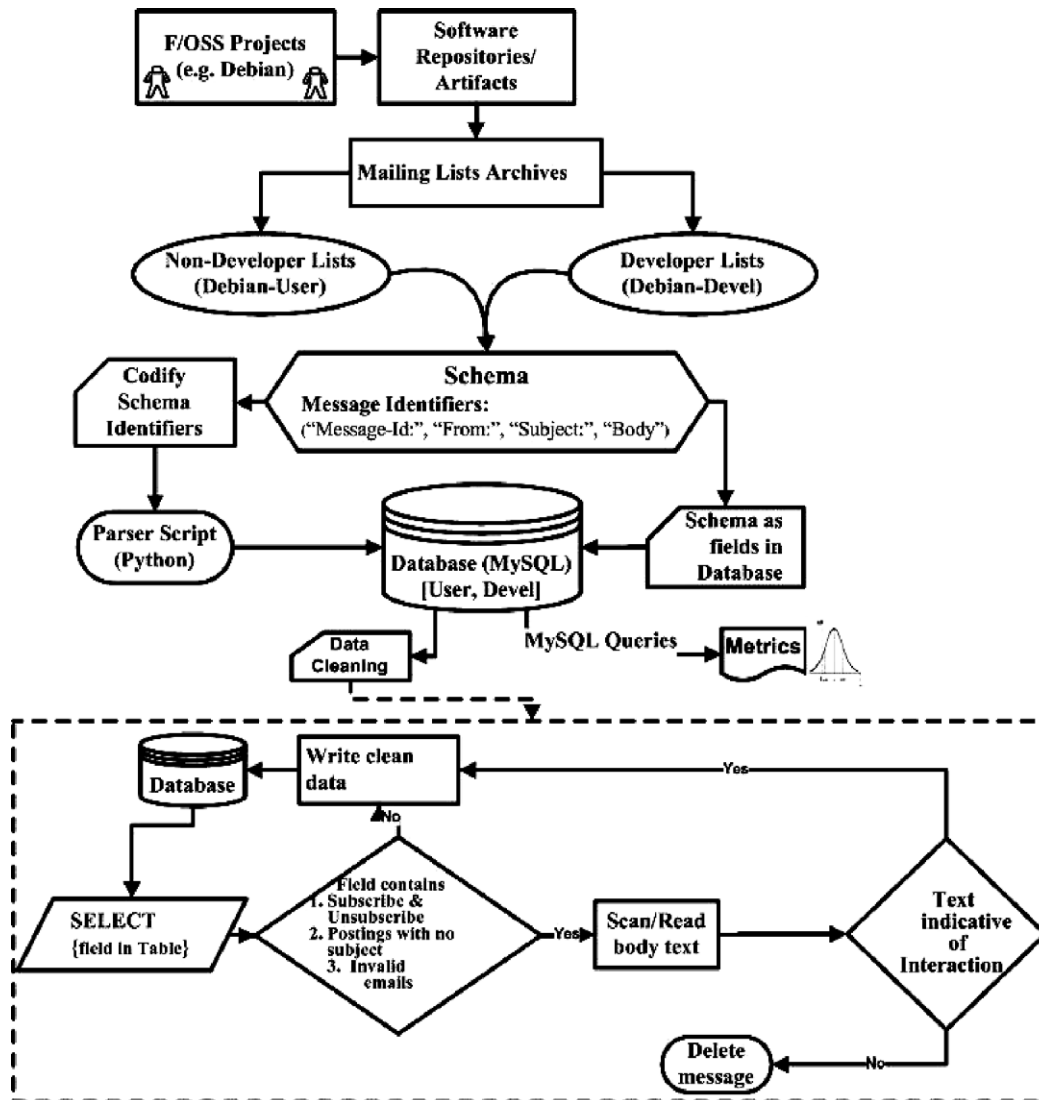 F/OSS Projects
(e.g. Debian)
Software
Repositories/
Artifacts
Mailing Lists Archives
Non-Developer Lists
(Debian-User)
Developer Lists
(Debian-Devel)
Schema
Message Identifiers:
(“Message-Id:”, “From:”, “Subject:”, “Body”)
Codify
Schema
Identifiers
Parser Script
(Python)
Database (MySQL)
[User, Devel]
Schema as
fields in
Database
Data
Cleaning
MySQL Queries
Metrics
Database
Write clean
data
Yes
No
SELECT
{field in Table}
Field contains
1. Subscribe &
Unsubscribe
2. Postings with no
subject
3. Invalid
emails
Yes
Scan/Read
body text
Text
indicative
of
Interaction
No
Delete
message